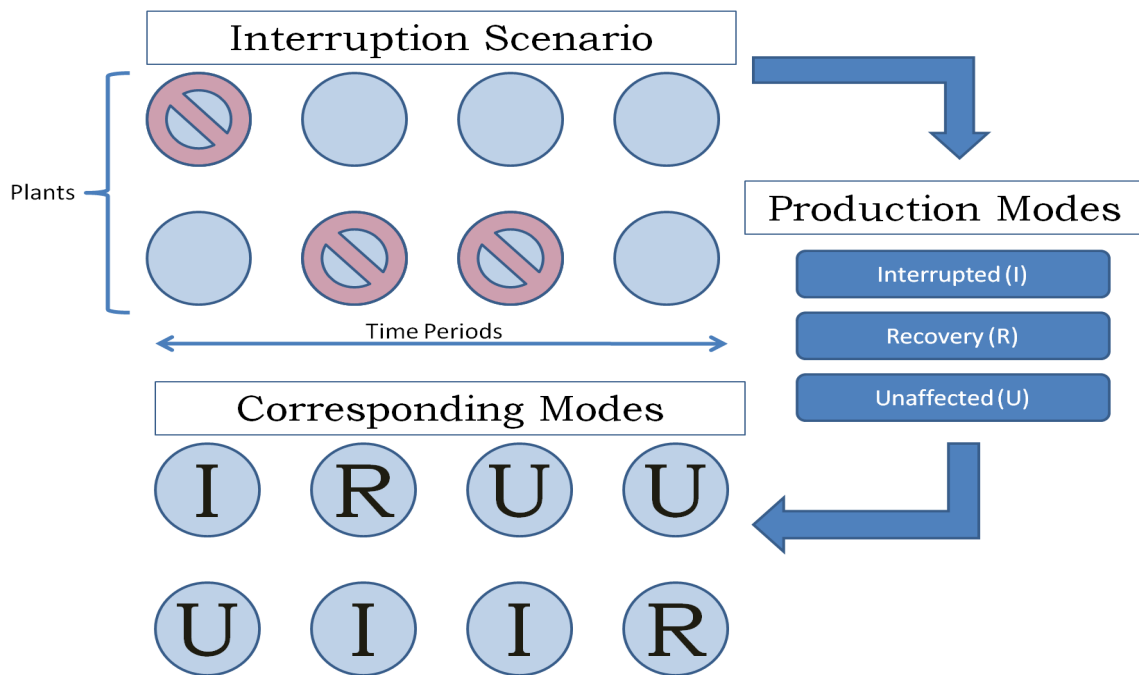 Interruption Scenario
Plants
Time Periods
Production Modes
Interrupted (I)
Recovery (R)
Unaffected (U)
Corresponding Modes
I R U U
U I I R